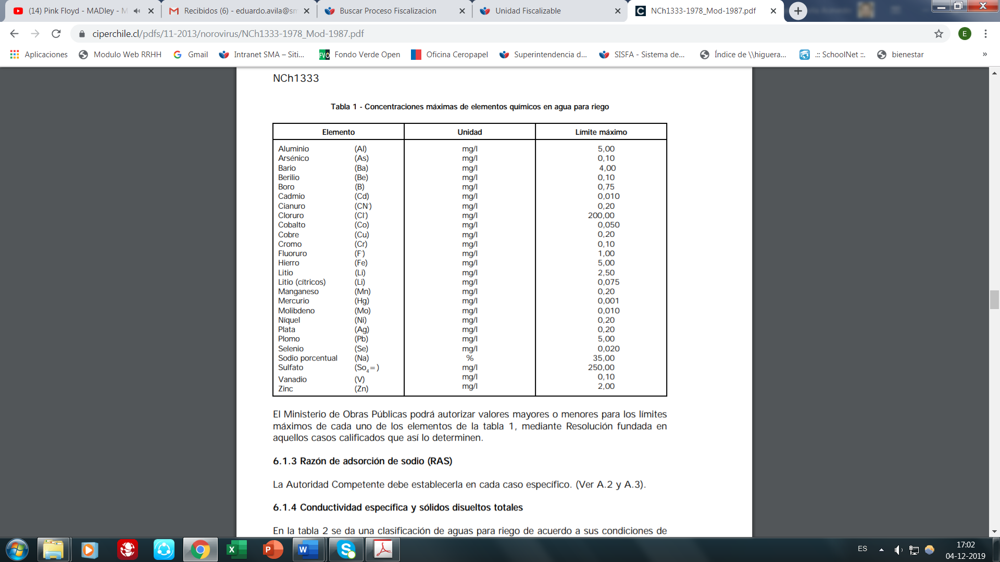 (14) Pink Floyd - MADley - M
Recibidos (6) - eduardo.avila@sm
Buscar Proceso Fiscalizacion
Unidad Fiscalizable
NCh1333-1978_Mod-1987.pdf
ciperchile.cl/pdfs/11-2013/norovirus/NCh1333-1978_Mod-1987.pdf
E
Aplicaciones
Modulo Web RRHH
Gmail
Intranet SMA – Siti...
FVO Fondo Verde Open
Oficina Ceropapel
Superintendencia d...
SISFA - Sistema de...
Índice de \\higuera...
.:: SchoolNet ::.
bienestar
»
NCh1333
Tabla 1 - Concentraciones máximas de elementos químicos en agua para riego
Elemento Unidad Límite máximo
Aluminio (Al) mg/l 5,00
Arsénico (As) mg/l 0,10
Bario (Ba) mg/l 4,00
Berilio (Be) mg/l 0,10
Boro (B) mg/l 0,75
Cadmio (Cd) mg/l 0,010
Cianuro (CN-) mg/l 0,20
Cloruro (Cl-) mg/l 200,00
Cobalto (Co) mg/l 0,050
Cobre (Cu) mg/l 0,20
Cromo (Cr) mg/l 0,10
Fluoruro (F-) mg/l 1,00
Hierro (Fe) mg/l 5,00
Litio (Li) mg/l 2,50
Litio (cítricos) (Li) mg/l 0,075
Manganeso (Mn) mg/l 0,20
Mercurio (Hg) mg/l 0,001
Molibdeno (Mo) mg/l 0,010
Níquel (Ni) mg/l 0,20
Plata (Ag) mg/l 0,20
Plomo (Pb) mg/l 5,00
Selenio (Se) mg/l 0,020
Sodio porcentual (Na) % 35,00
Sulfato (So4=) mg/l 250,00
Vanadio (V) mg/l 0,10
Zinc (Zn) mg/l 2,00
El Ministerio de Obras Públicas podrá autorizar valores mayores o menores para los límites
máximos de cada uno de los elementos de la tabla 1, mediante Resolución fundada en
aquellos casos calificados que así lo determinen.
6.1.3 Razón de adsorción de sodio (RAS)
La Autoridad Competente debe establecerla en cada caso específico. (Ver A.2 y A.3).
6.1.4 Conductividad específica y sólidos disueltos totales
En la tabla 2 se da una clasificación de aguas para riego de acuerdo a sus condiciones de
ES
17:02
04-12-2019